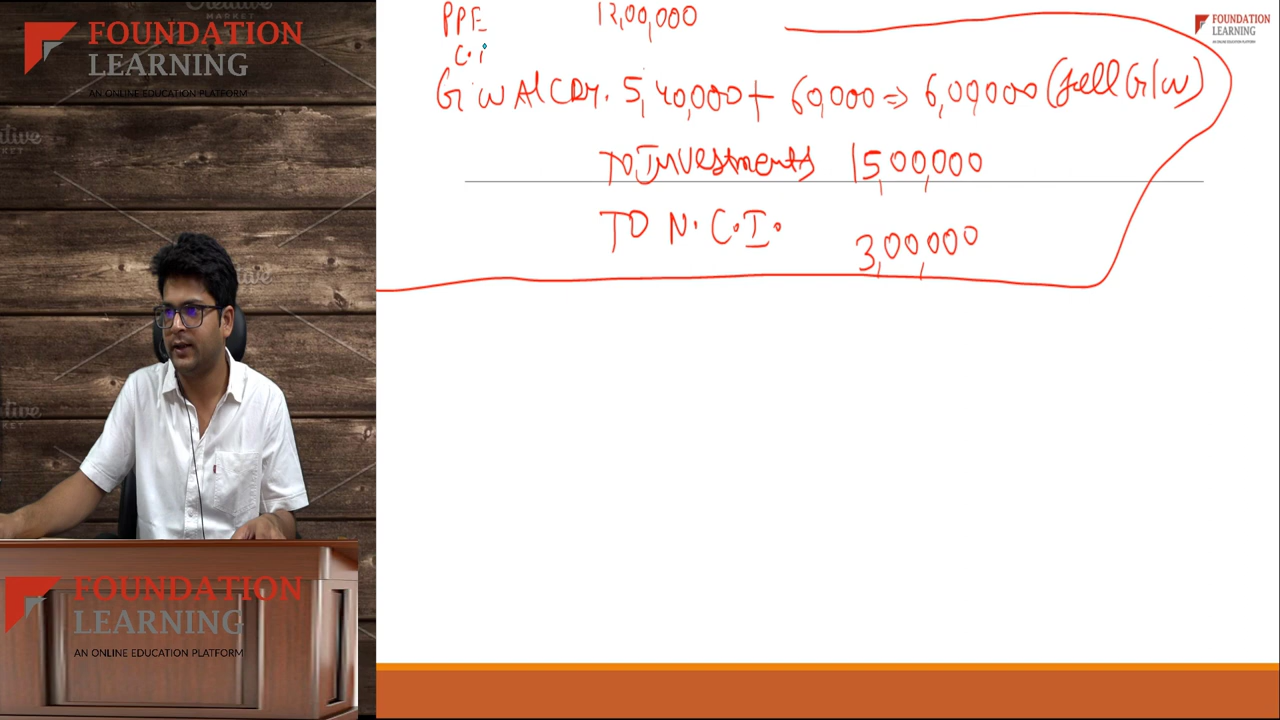 Creative
MARKET
FOUNDATION
LEARNING
AN ONLINE EDUCATION PLATFORM
PPE 12,00,000
FOUNDATION
LEARNING
AN ONLINE EDUCATION PLATFORM
C.i
G/W A/C Dr. 5,40,000 + 60,000 => 6,00,000 (full G/W)
TO Investments 15,00,000
TO N.C.I. 3,00,000
FOUNDATION
LEARNING
AN ONLINE EDUCATION PLATFORM